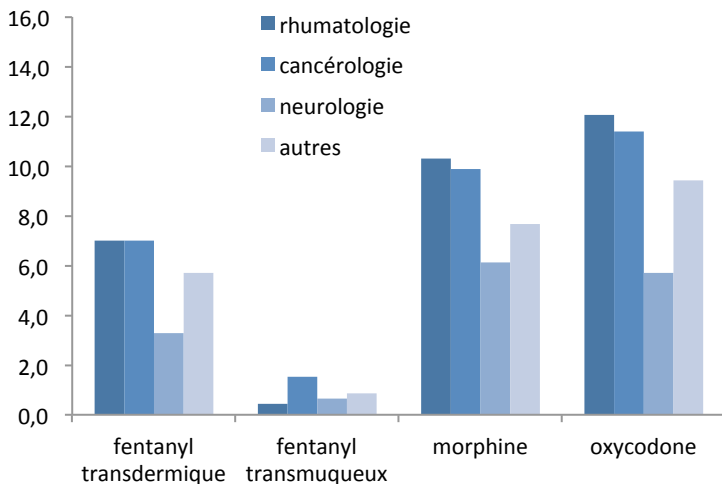 16,0
14,0
12,0
10,0
8,0
6,0
4,0
2,0
0,0
rhumatologie
cancérologie
neurologie
autres
fentanyl
transdermique
fentanyl
transmuqueux
morphine
oxycodone